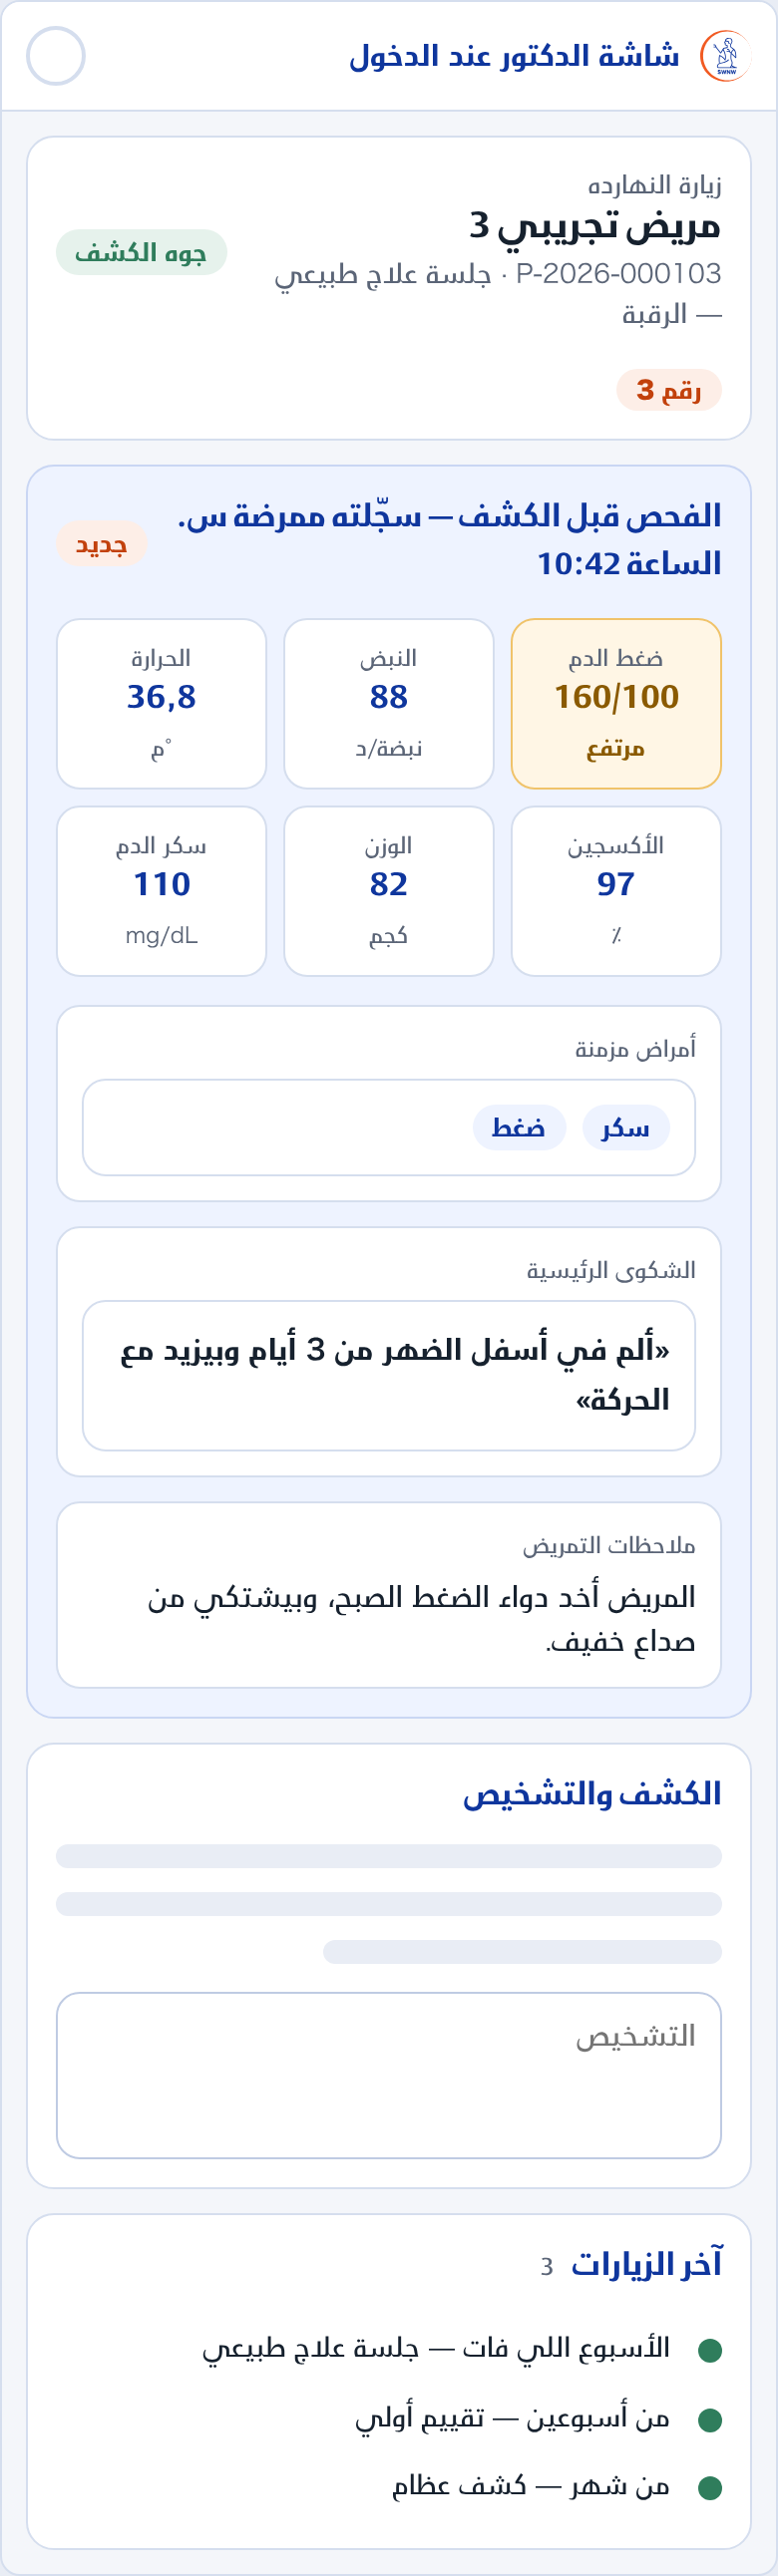 SWNW
شاشة الدكتور عند الدخول
زيارة النهارده
مريض تجريبي 3
P-2026-000103 · جلسة علاج طبيعي
— الرقبة
جوه الكشف
رقم 3
الفحص قبل الكشف — سجّلته ممرضة س.
الساعة 10:42
جديد
ضغط الدم
160/100
مرتفع
النبض
88
نبضة/د
الحرارة
36,8
°م
الأكسجين
97
٪
الوزن
82
كجم
سكر الدم
110
mg/dL
أمراض مزمنة
سكر
ضغط
الشكوى الرئيسية
«ألم في أسفل الضهر من 3 أيام وبيزيد مع
الحركة»
ملاحظات التمريض
المريض أخد دواء الضغط الصبح، وبيشتكي من
صداع خفيف.
الكشف والتشخيص
التشخيص
آخر الزيارات 3
الأسبوع اللي فات — جلسة علاج طبيعي
من أسبوعين — تقييم أولي
من شهر — كشف عظام